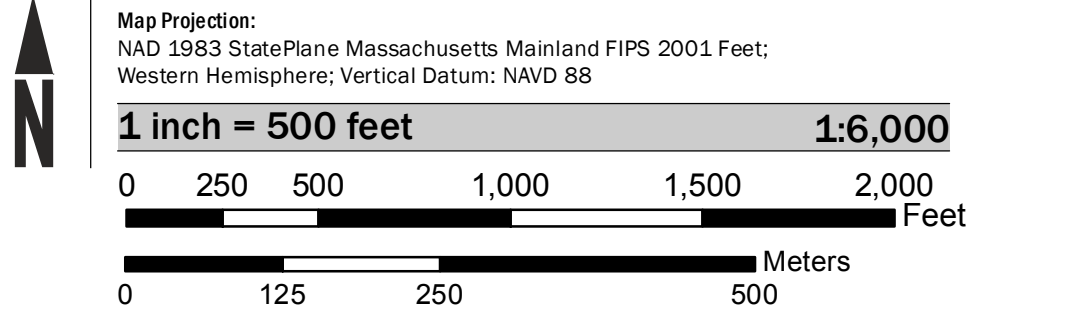 N
Map Projection:
NAD 1983 StatePlane Massachusetts Mainland FIPS 2001 Feet;
Western Hemisphere; Vertical Datum: NAVD 88
1 inch = 500 feet 1:6,000
0 250 500 1,000 1,500 2,000
Feet
Meters
0 125 250 500